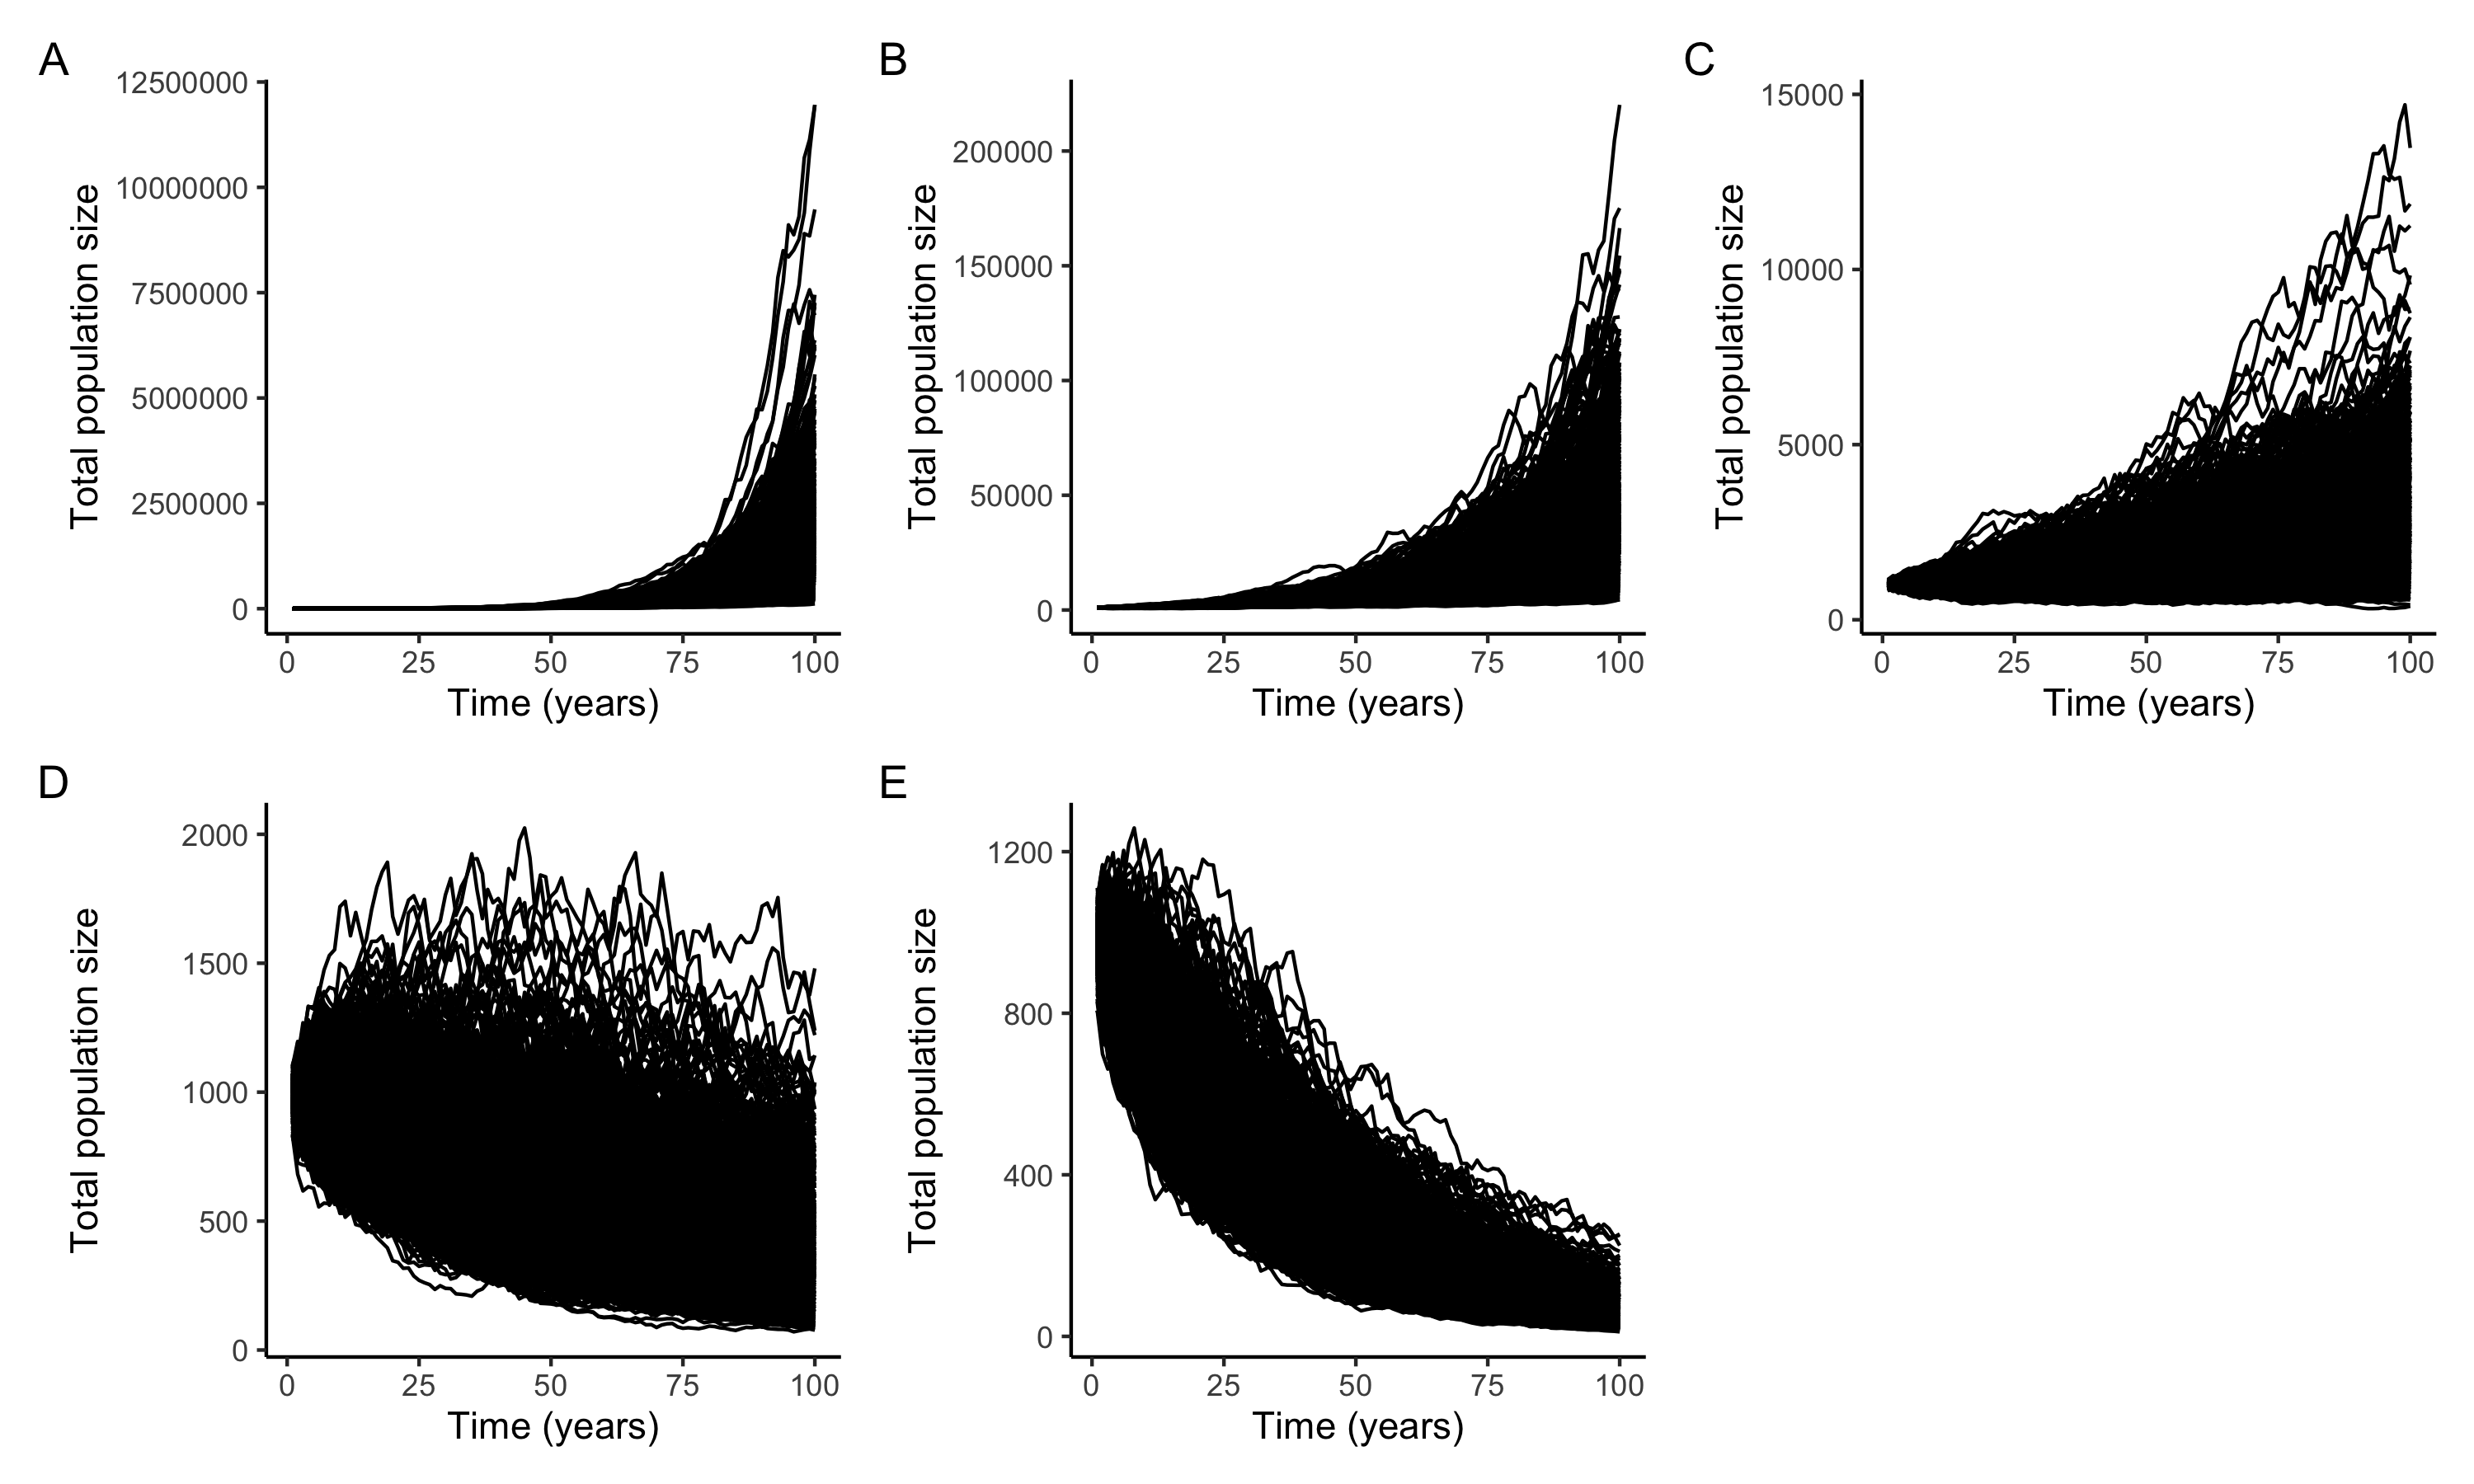 A
12500000
10000000
7500000
5000000
2500000
0
Total population size
0 25 50 75 100
Time (years)
B
200000
150000
100000
50000
0
Total population size
0 25 50 75 100
Time (years)
C
15000
10000
5000
0
Total population size
0 25 50 75 100
Time (years)
D
2000
1500
1000
500
0
Total population size
0 25 50 75 100
Time (years)
E
1200
800
400
0
Total population size
0 25 50 75 100
Time (years)